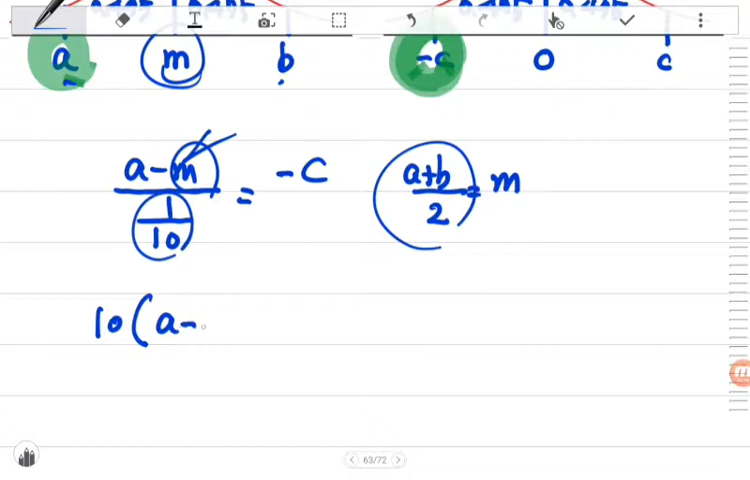 a m b -c 0 c
a - m / 1/10 = - c
a+b / 2 = m
10 ( a -
63/72